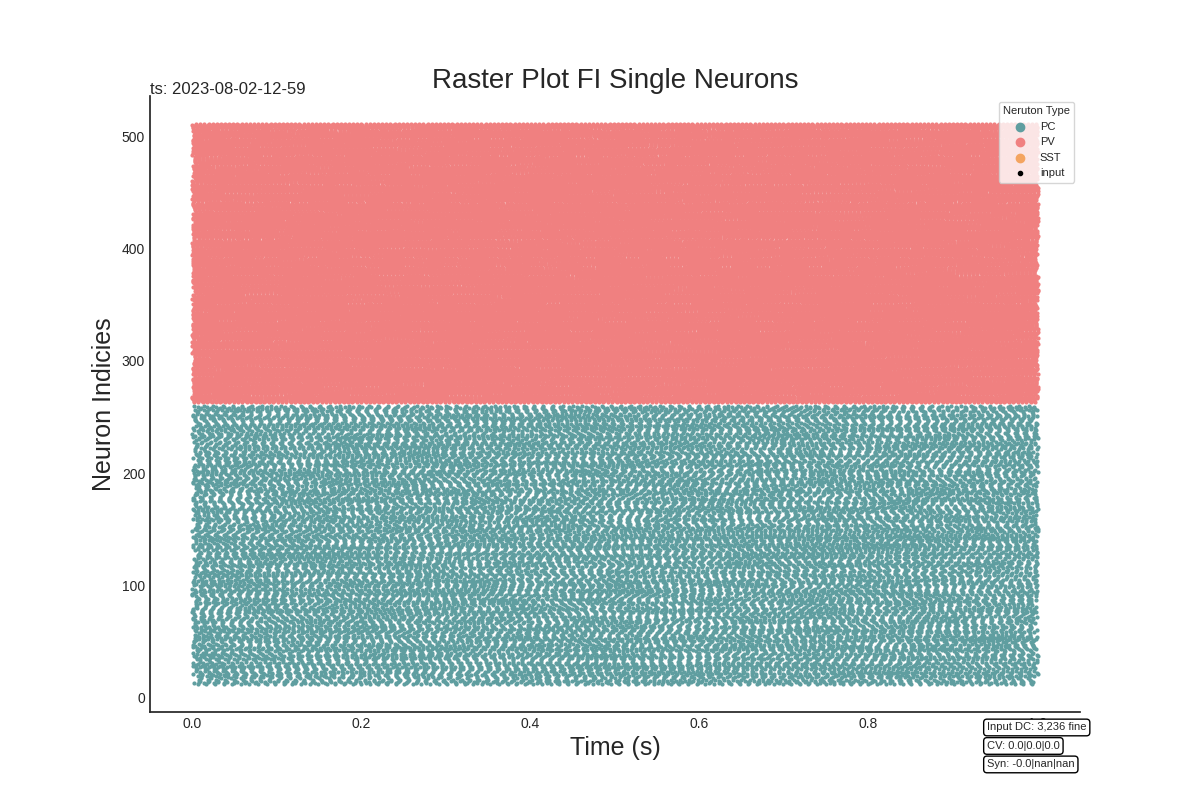 Raster Plot FI Single Neurons
ts: 2023-08-02-12-59
Neruton Type
PC
PV
SST
input
500
400
300
200
100
0
Neuron Indicies
0.0 0.2 0.4 0.6 0.8
Time (s)
Input DC: 3,236 fine
CV: 0.0|0.0|0.0
Syn: -0.0|nan|nan